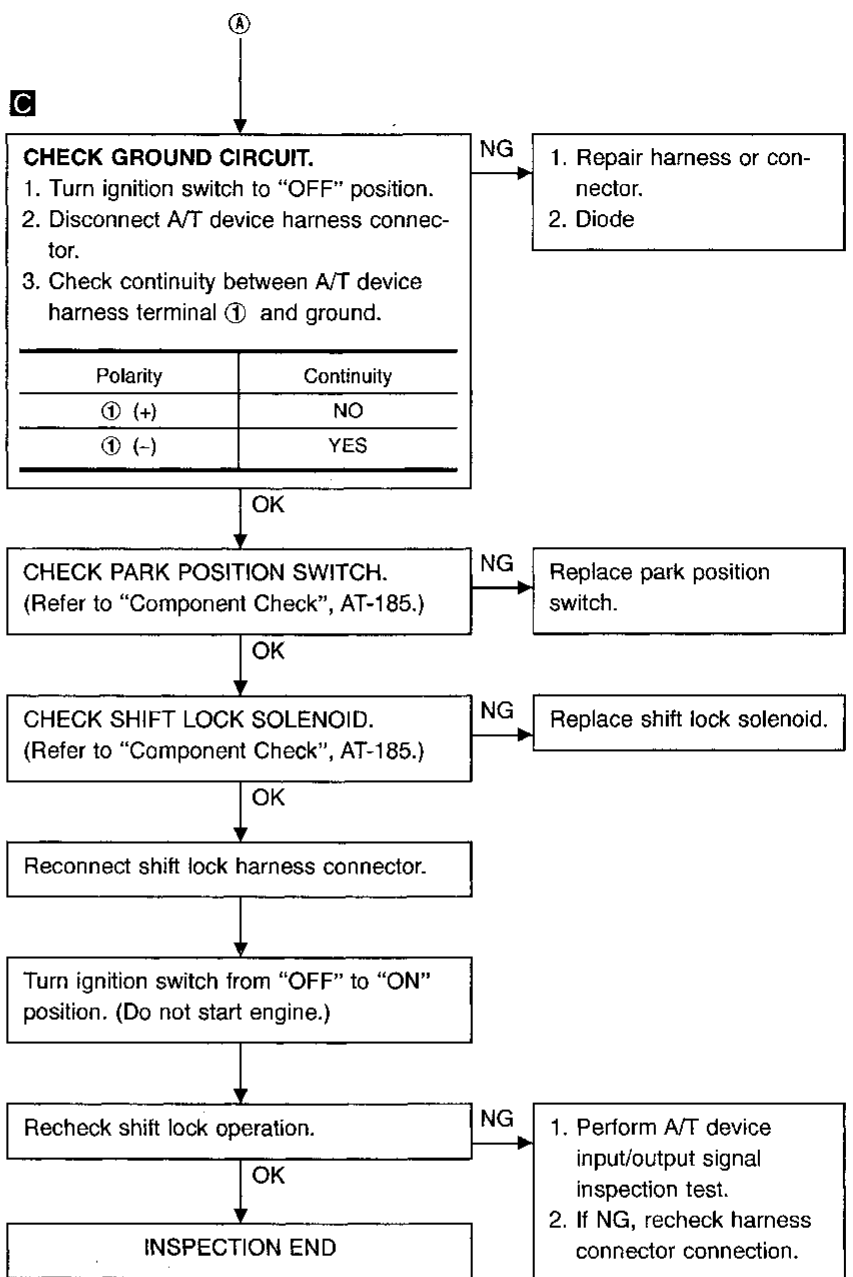 Ⓐ
C
CHECK GROUND CIRCUIT.
1. Turn ignition switch to “OFF” position.
2. Disconnect A/T device harness connec-
tor.
3. Check continuity between A/T device
harness terminal ① and ground.
Polarity Continuity
① (+) NO
① (–) YES
NG
1. Repair harness or con-
nector.
2. Diode
OK
CHECK PARK POSITION SWITCH.
(Refer to “Component Check”, AT-185.)
NG
Replace park position
switch.
OK
CHECK SHIFT LOCK SOLENOID.
(Refer to “Component Check”, AT-185.)
NG
Replace shift lock solenoid.
OK
Reconnect shift lock harness connector.
Turn ignition switch from “OFF” to “ON”
position. (Do not start engine.)
Recheck shift lock operation.
NG
1. Perform A/T device
input/output signal
inspection test.
2. If NG, recheck harness
connector connection.
OK
INSPECTION END